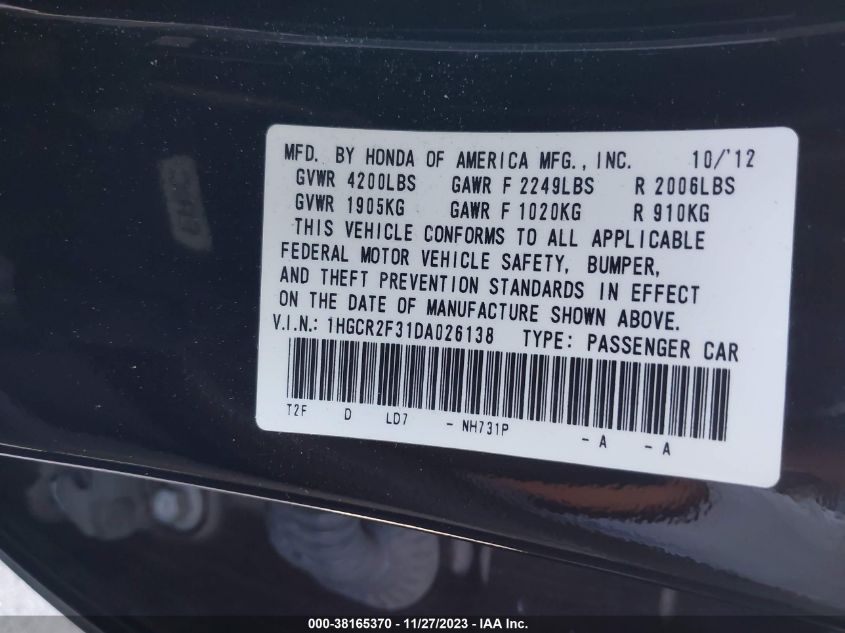 MFD. BY HONDA OF AMERICA MFG., INC. 10/'12
GVWR 4200LBS GAWR F 2249LBS R 2006LBS
GVWR 1905KG GAWR F 1020KG R 910KG
THIS VEHICLE CONFORMS TO ALL APPLICABLE
FEDERAL MOTOR VEHICLE SAFETY, BUMPER,
AND THEFT PREVENTION STANDARDS IN EFFECT
ON THE DATE OF MANUFACTURE SHOWN ABOVE.
V.I.N.: 1HGCR2F31DA026138 TYPE: PASSENGER CAR
T2F D LD7 - NH731P - A - A
000-38165370 — 11/27/2023 — IAA Inc.